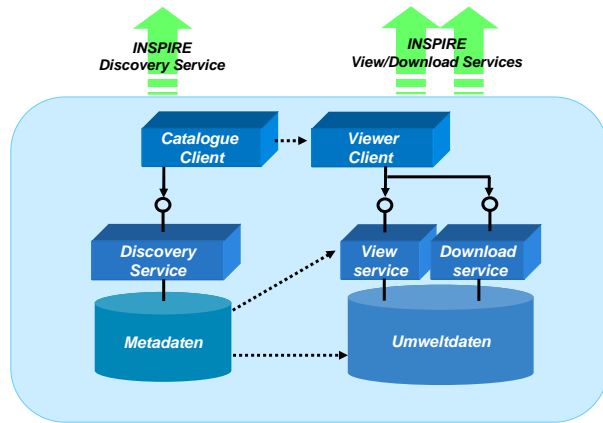 INSPIRE
Discovery Service
INSPIRE
View/Download Services
Catalogue
Client
Viewer
Client
Discovery
Service
View
service
Download
service
Metadaten
Umweltdaten